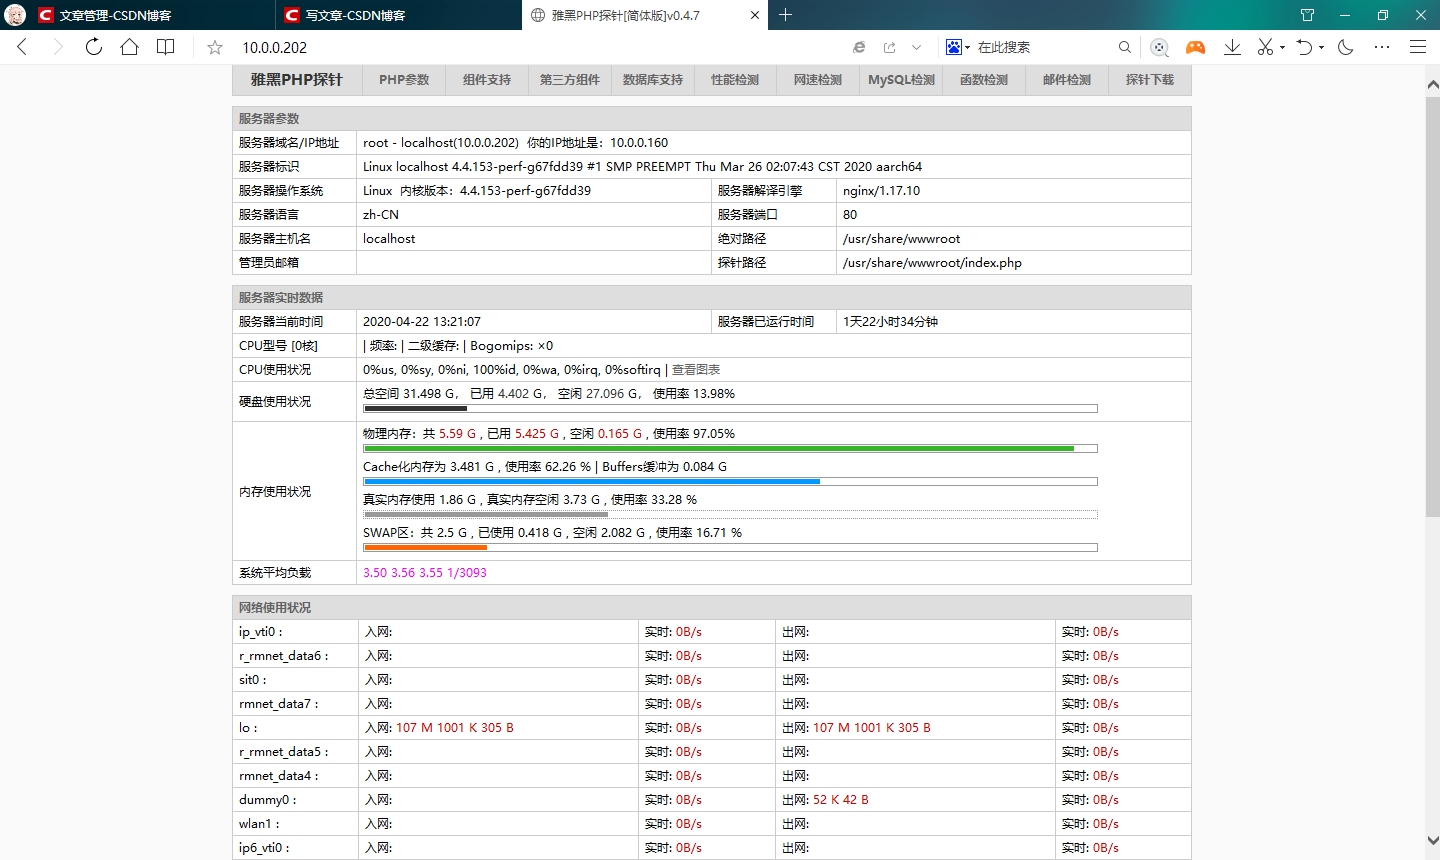 文章管理-CSDN博客 写文章-CSDN博客 雅黑PHP探针[简体版]v0.4.7
10.0.0.202 在此搜索
雅黑PHP探针 PHP参数 组件支持 第三方组件 数据库支持 性能检测 网速检测 MySQL检测 函数检测 邮件检测 探针下载
服务器参数
服务器域名/IP地址 root - localhost(10.0.0.202) 你的IP地址是：10.0.0.160
服务器标识 Linux localhost 4.4.153-perf-g67fdd39 #1 SMP PREEMPT Thu Mar 26 02:07:43 CST 2020 aarch64
服务器操作系统 Linux 内核版本：4.4.153-perf-g67fdd39 服务器解译引擎 nginx/1.17.10
服务器语言 zh-CN 服务器端口 80
服务器主机名 localhost 绝对路径 /usr/share/wwwroot
管理员邮箱 探针路径 /usr/share/wwwroot/index.php
服务器实时数据
服务器当前时间 2020-04-22 13:21:07 服务器已运行时间 1天22小时34分钟
CPU型号 [0核] | 频率: | 二级缓存: | Bogomips: ×0
CPU使用状况 0%us, 0%sy, 0%ni, 100%id, 0%wa, 0%irq, 0%softirq | 查看图表
硬盘使用状况 总空间 31.498 G， 已用 4.402 G， 空闲 27.096 G， 使用率 13.98%
内存使用状况 物理内存：共 5.59 G , 已用 5.425 G , 空闲 0.165 G , 使用率 97.05%
Cache化内存为 3.481 G , 使用率 62.26 % | Buffers缓冲为 0.084 G
真实内存使用 1.86 G , 真实内存空闲 3.73 G , 使用率 33.28 %
SWAP区：共 2.5 G , 已使用 0.418 G , 空闲 2.082 G , 使用率 16.71 %
系统平均负载 3.50 3.56 3.55 1/3093
网络使用状况
ip_vti0 : 入网: 实时: 0B/s 出网: 实时: 0B/s
r_rmnet_data6 : 入网: 实时: 0B/s 出网: 实时: 0B/s
sit0 : 入网: 实时: 0B/s 出网: 实时: 0B/s
rmnet_data7 : 入网: 实时: 0B/s 出网: 实时: 0B/s
lo : 入网: 107 M 1001 K 305 B 实时: 0B/s 出网: 107 M 1001 K 305 B 实时: 0B/s
r_rmnet_data5 : 入网: 实时: 0B/s 出网: 实时: 0B/s
rmnet_data4 : 入网: 实时: 0B/s 出网: 实时: 0B/s
dummy0 : 入网: 实时: 0B/s 出网: 52 K 42 B 实时: 0B/s
wlan1 : 入网: 实时: 0B/s 出网: 实时: 0B/s
ip6_vti0 : 入网: 实时: 0B/s 出网: 实时: 0B/s